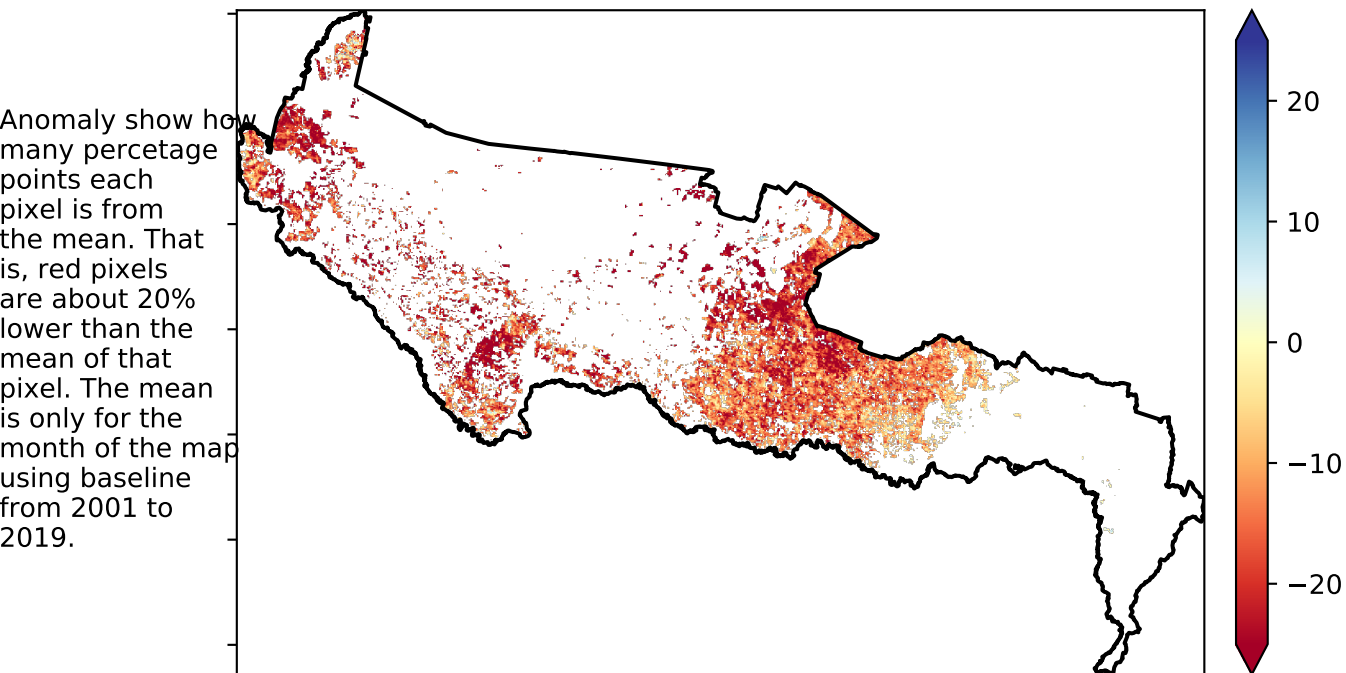 Anomaly show how
many percetage
points each
pixel is from
the mean. That
is, red pixels
are about 20%
lower than the
mean of that
pixel. The mean
is only for the
month of the map
using baseline
from 2001 to
2019.
20
10
0
−10
−20